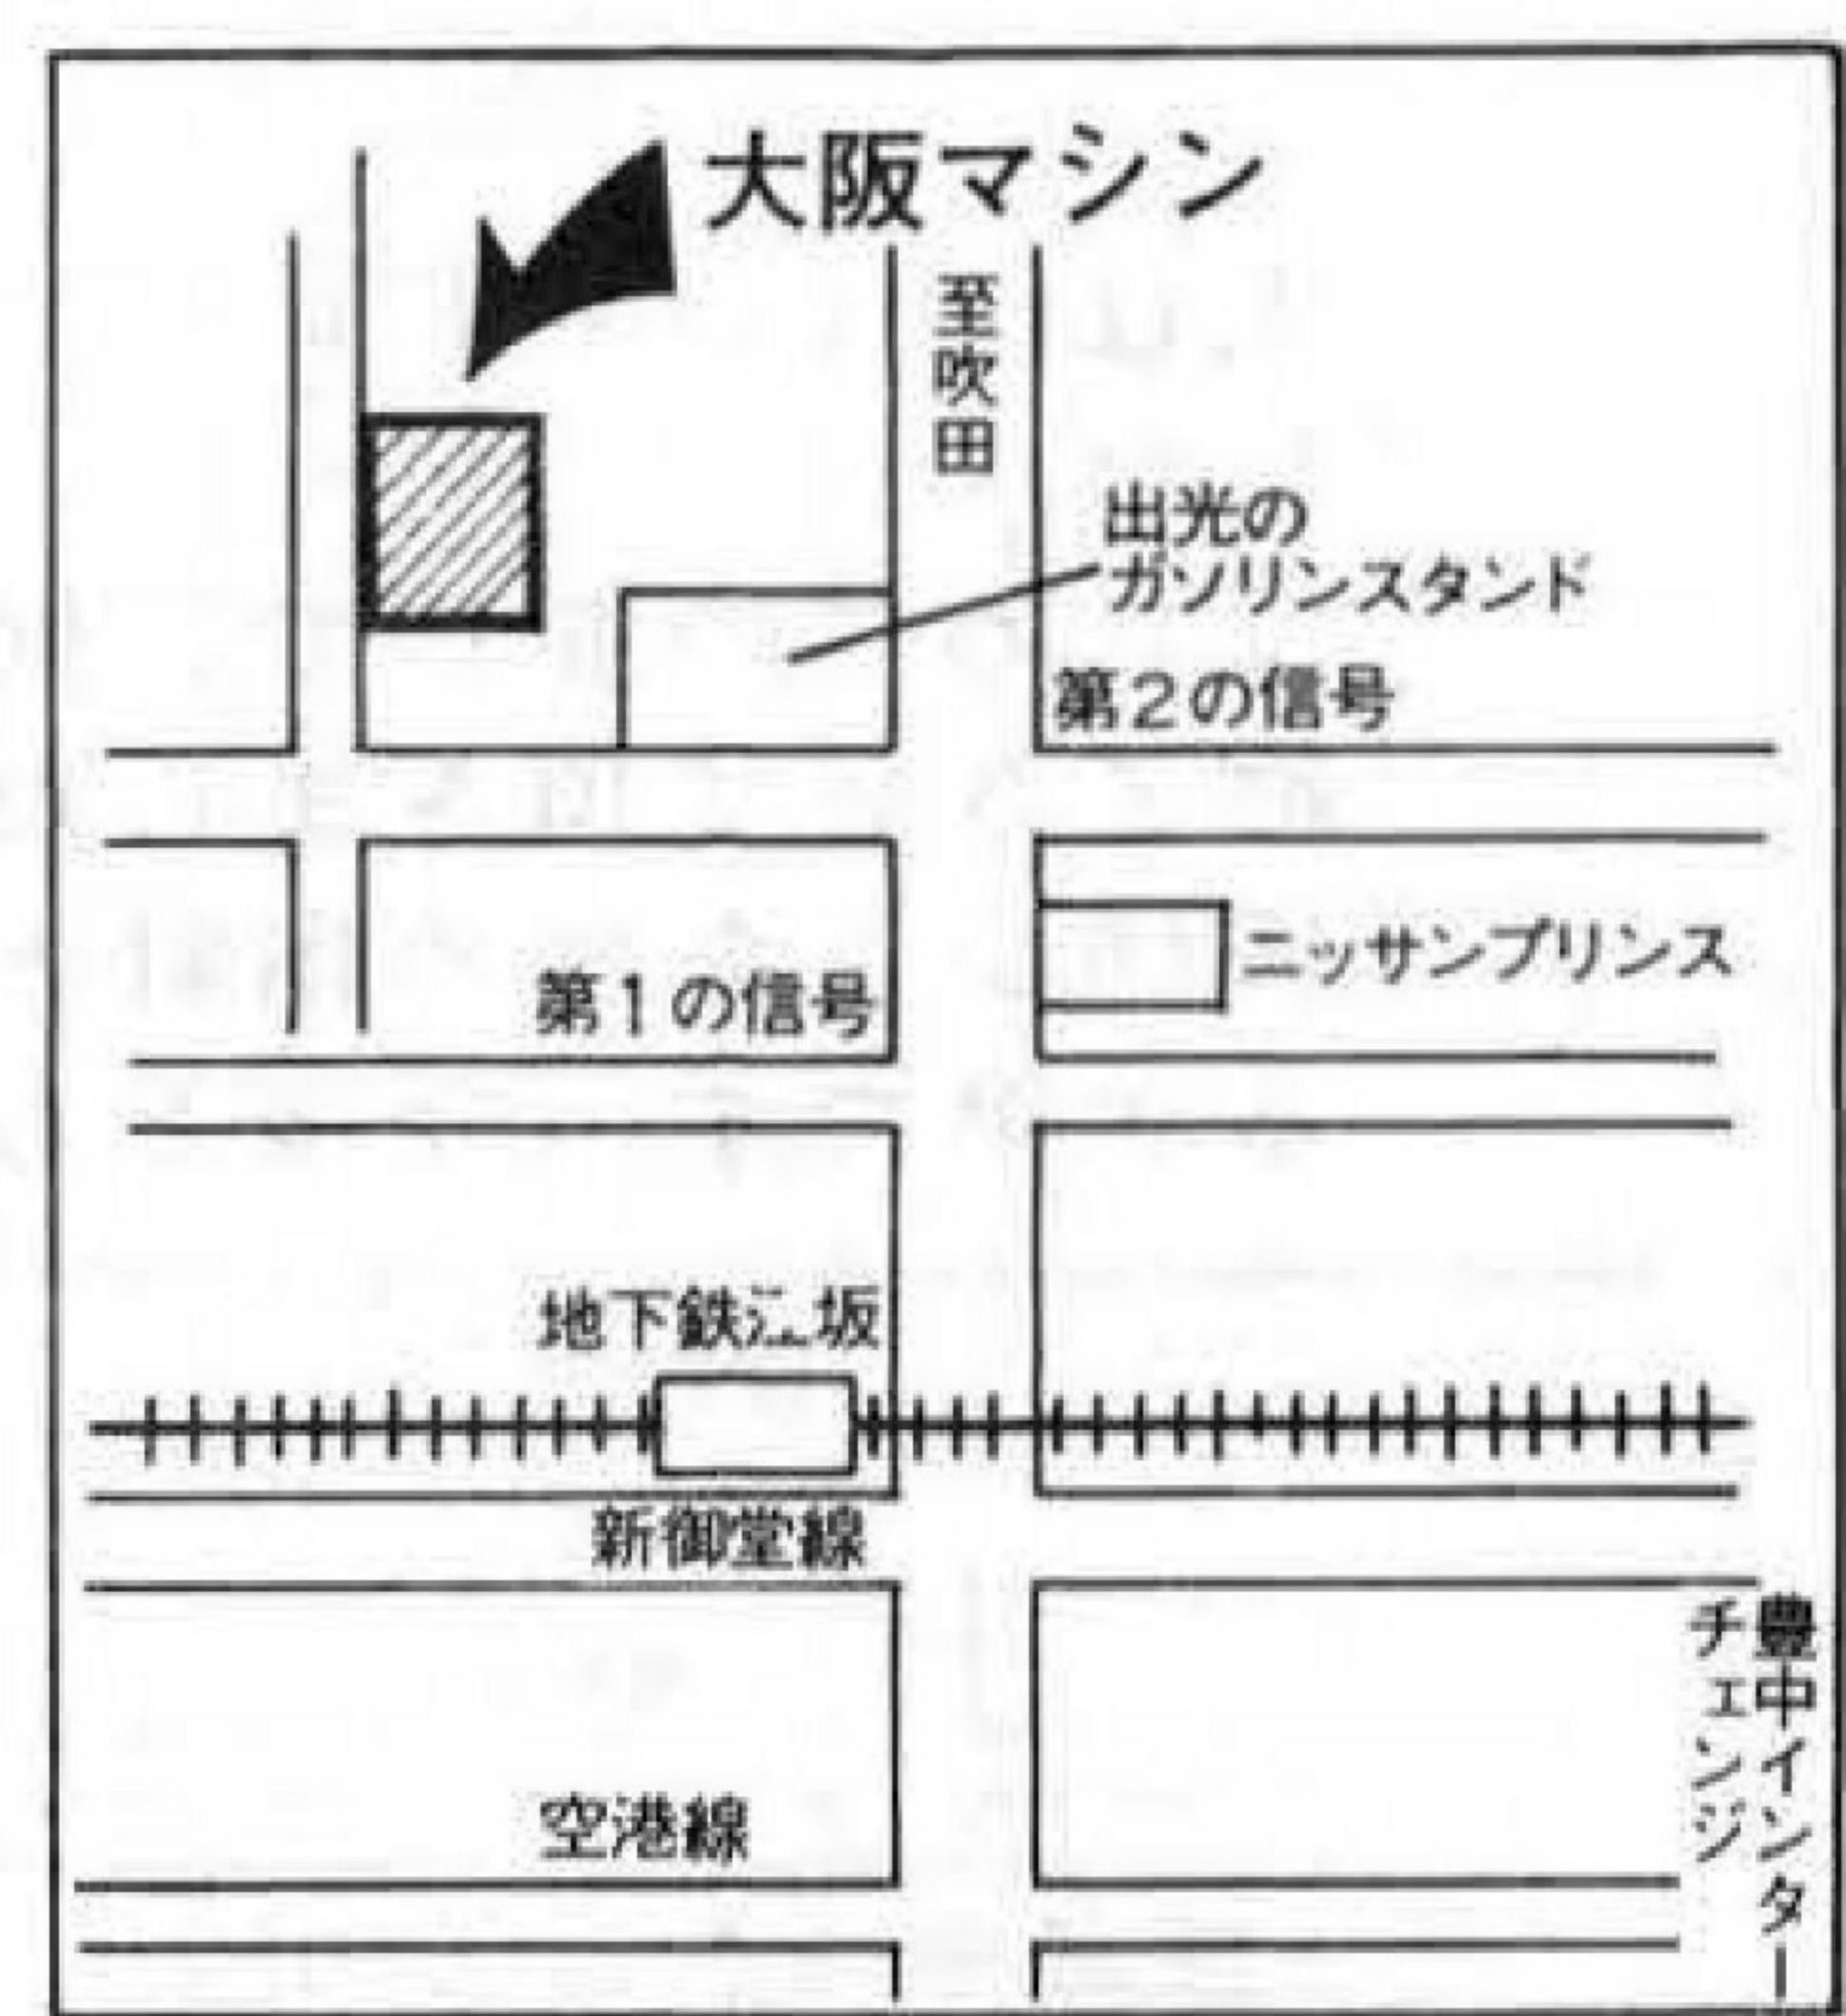 大阪マシン
至吹田
出光の
ガソリンスタンド
第2の信号
ニッサンプリンス
第1の信号
地下鉄江坂
新御堂線
豊中インター
チェンジ
空港線